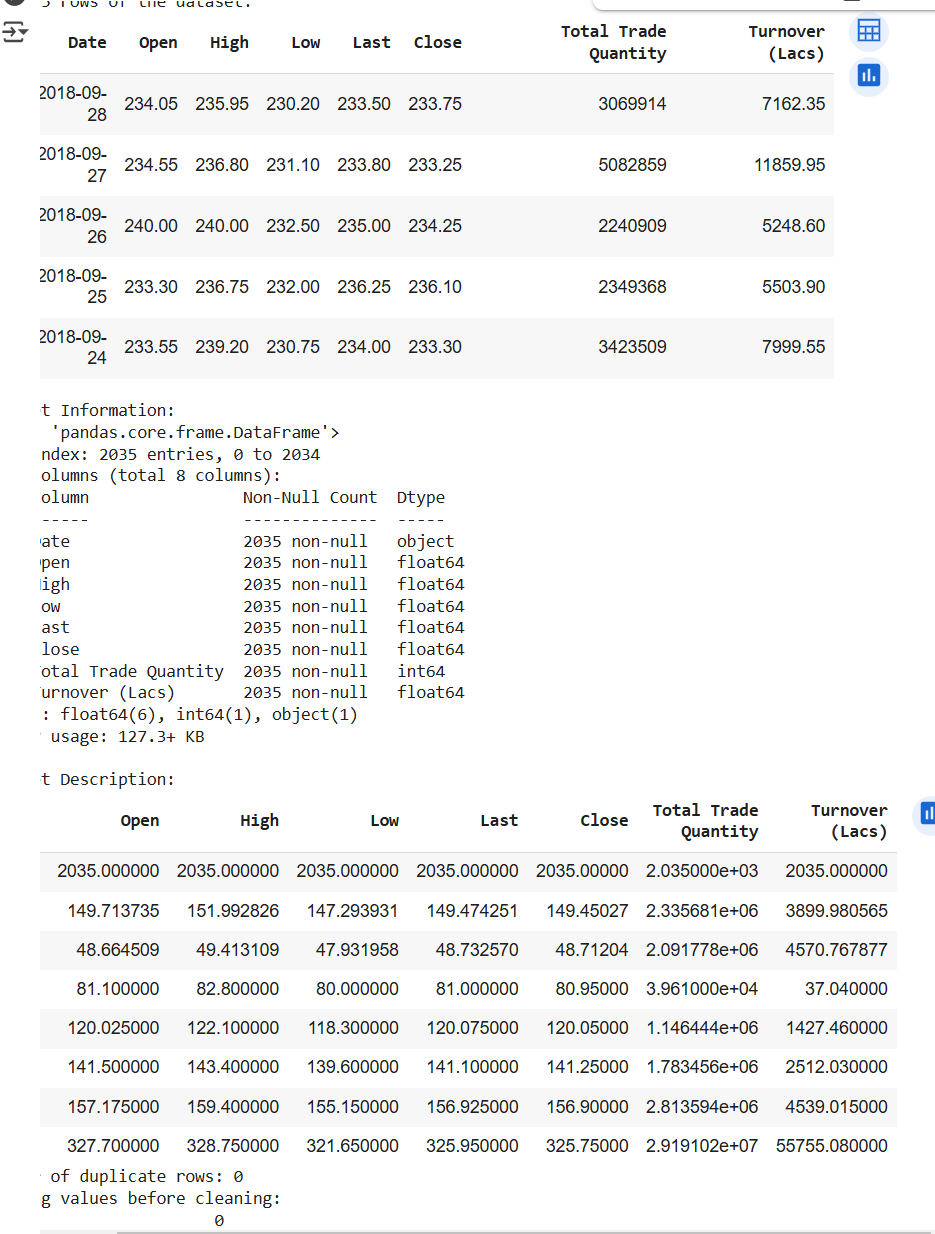 5 rows of the dataset:
Date Open High Low Last Close Total Trade Quantity Turnover (Lacs)
2018-09-28 234.05 235.95 230.20 233.50 233.75 3069914 7162.35
2018-09-27 234.55 236.80 231.10 233.80 233.25 5082859 11859.95
2018-09-26 240.00 240.00 232.50 235.00 234.25 2240909 5248.60
2018-09-25 233.30 236.75 232.00 236.25 236.10 2349368 5503.90
2018-09-24 233.55 239.20 230.75 234.00 233.30 3423509 7999.55
t Information:
'pandas.core.frame.DataFrame'>
ndex: 2035 entries, 0 to 2034
olumns (total 8 columns):
olumn Non-Null Count Dtype
----- -------------- -----
ate 2035 non-null object
pen 2035 non-null float64
igh 2035 non-null float64
ow 2035 non-null float64
ast 2035 non-null float64
lose 2035 non-null float64
otal Trade Quantity 2035 non-null int64
urnover (Lacs) 2035 non-null float64
: float64(6), int64(1), object(1)
usage: 127.3+ KB
t Description:
Open High Low Last Close Total Trade Quantity Turnover (Lacs)
2035.000000 2035.000000 2035.000000 2035.000000 2035.00000 2.035000e+03 2035.000000
149.713735 151.992826 147.293931 149.474251 149.45027 2.335681e+06 3899.980565
48.664509 49.413109 47.931958 48.732570 48.71204 2.091778e+06 4570.767877
81.100000 82.800000 80.000000 81.000000 80.95000 3.961000e+04 37.040000
120.025000 122.100000 118.300000 120.075000 120.05000 1.146444e+06 1427.460000
141.500000 143.400000 139.600000 141.100000 141.25000 1.783456e+06 2512.030000
157.175000 159.400000 155.150000 156.925000 156.90000 2.813594e+06 4539.015000
327.700000 328.750000 321.650000 325.950000 325.75000 2.919102e+07 55755.080000
of duplicate rows: 0
g values before cleaning:
0